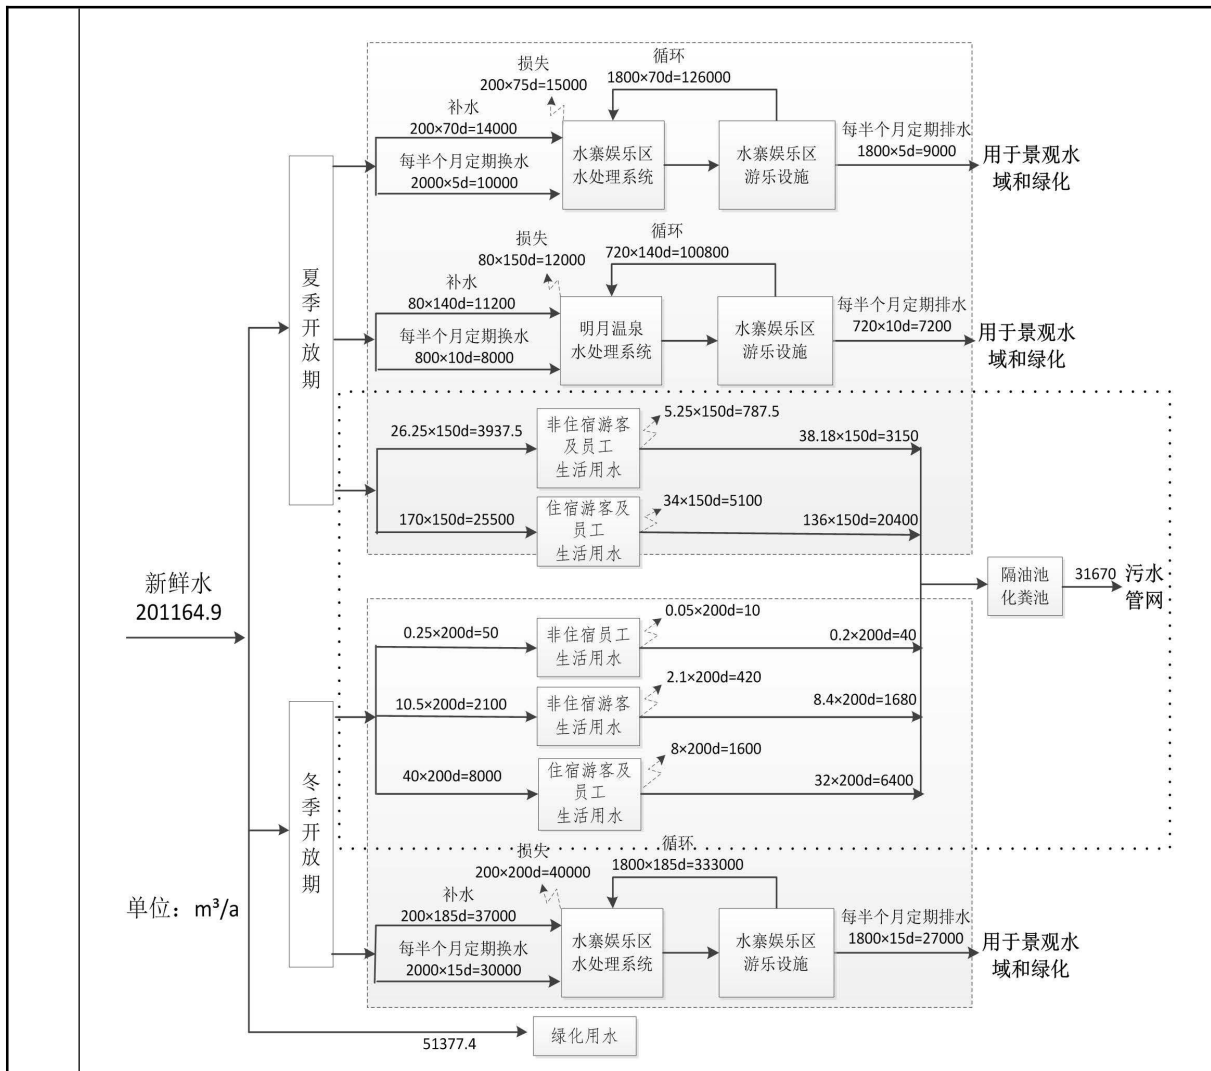 损失
200×75d=15000
循环
1800×70d=126000
补水
200×70d=14000
每半个月定期换水
2000×5d=10000
水寨娱乐区
水处理系统
水寨娱乐区
游乐设施
每半个月定期排水
1800×5d=9000
用于景观水
域和绿化
夏季开放期
损失
80×150d=12000
循环
720×140d=100800
补水
80×140d=11200
每半个月定期换水
800×10d=8000
明月温泉
水处理系统
水寨娱乐区
游乐设施
每半个月定期排水
720×10d=7200
用于景观水
域和绿化
26.25×150d=3937.5
非住宿游客
及员工
生活用水
5.25×150d=787.5
38.18×150d=3150
170×150d=25500
住宿游客及
员工
生活用水
34×150d=5100
136×150d=20400
新鲜水
201164.9
隔油池
化粪池
31670
污水
管网
0.25×200d=50
非住宿员工
生活用水
0.05×200d=10
0.2×200d=40
10.5×200d=2100
非住宿游客
生活用水
2.1×200d=420
8.4×200d=1680
冬季开放期
40×200d=8000
住宿游客及
员工
生活用水
8×200d=1600
32×200d=6400
损失
200×200d=40000
循环
1800×185d=333000
单位：m³/a
补水
200×185d=37000
每半个月定期换水
2000×15d=30000
水寨娱乐区
水处理系统
水寨娱乐区
游乐设施
每半个月定期排水
1800×15d=27000
用于景观水
域和绿化
51377.4
绿化用水